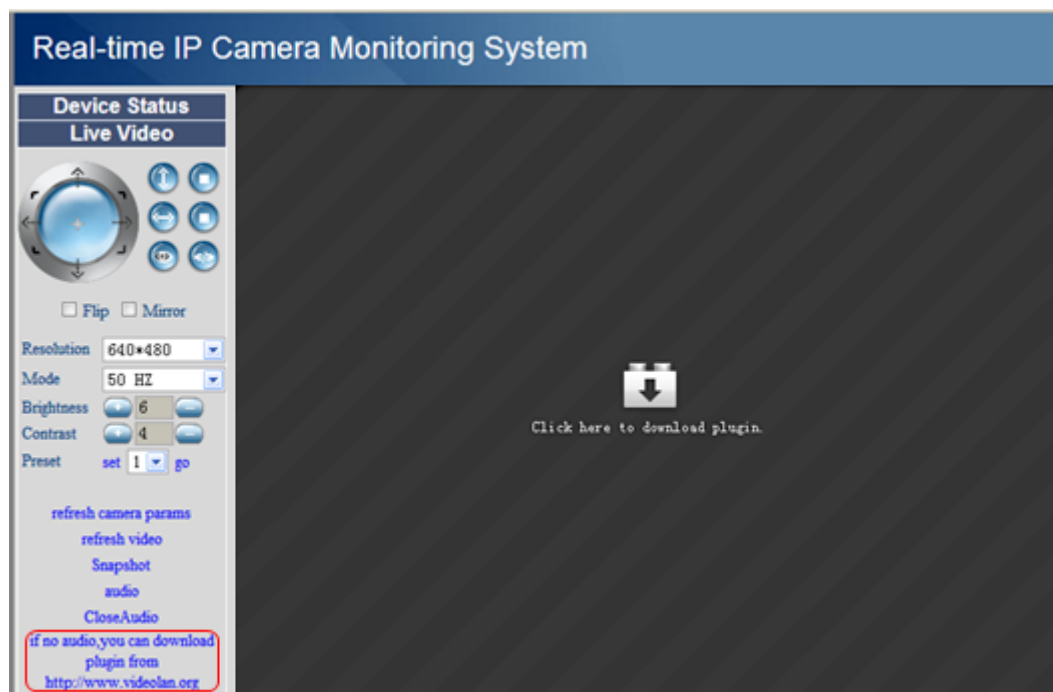 Real-time IP Camera Monitoring System
Device Status
Live Video
Flip Mirror
Resolution 640*480
Mode 50 HZ
Brightness 6
Contrast 4
Preset set 1 go
refresh camera params
refresh video
Snapshot
audio
CloseAudio
if no audio,you can download
plugin from
http://www.videolan.org
Click here to download plugin.